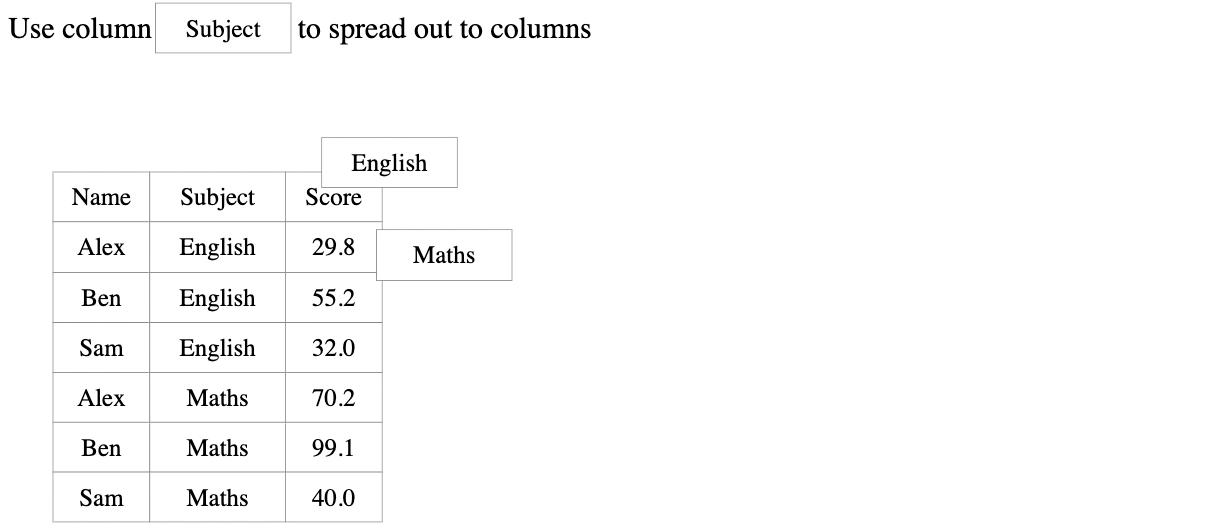 Use column Subject to spread out to columns
English
Name Subject Score
Alex English 29.8
Maths
Ben English 55.2
Sam English 32.0
Alex Maths 70.2
Ben Maths 99.1
Sam Maths 40.0